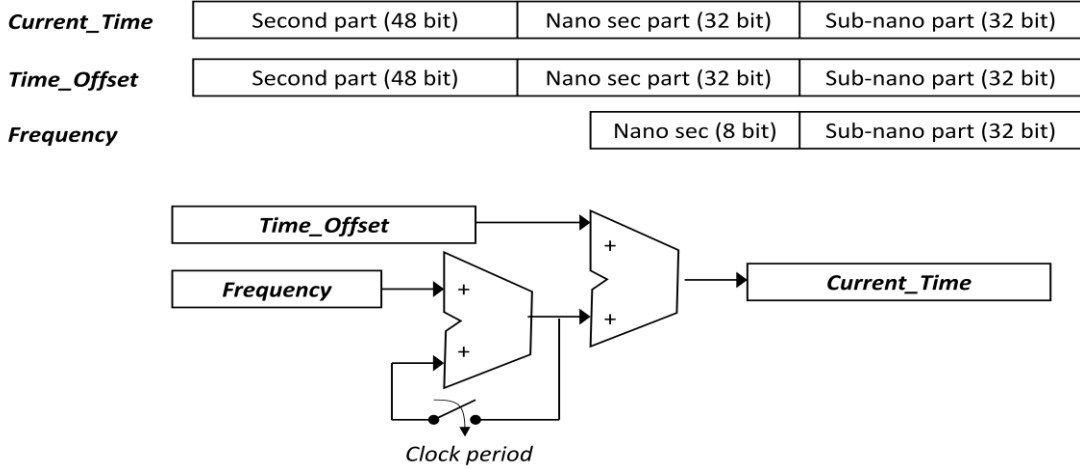 Current_Time Second part (48 bit) Nano sec part (32 bit) Sub-nano part (32 bit)
Time_Offset Second part (48 bit) Nano sec part (32 bit) Sub-nano part (32 bit)
Frequency Nano sec (8 bit) Sub-nano part (32 bit)
Time_Offset
+
Frequency + Current_Time
+
+
Clock period